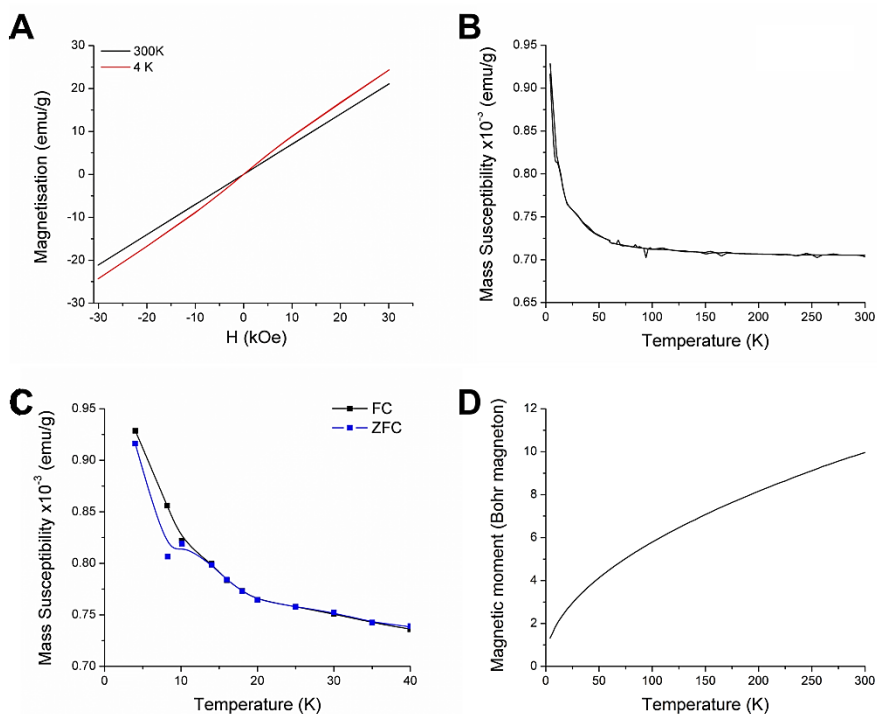 A
Magnetisation (emu/g)
30
20
10
0
-10
-20
-30
300K
4 K
-30 -20 -10 0 10 20 30
H (kOe)
B
Mass Susceptibility x10⁻³ (emu/g)
0.95
0.90
0.85
0.80
0.75
0.70
0.65
0 50 100 150 200 250 300
Temperature (K)
C
Mass Susceptibility x10⁻³ (emu/g)
0.95
0.90
0.85
0.80
0.75
0.70
FC
ZFC
0 10 20 30 40
Temperature (K)
D
Magnetic moment (Bohr magneton)
12
10
8
6
4
2
0
0 50 100 150 200 250 300
Temperature (K)